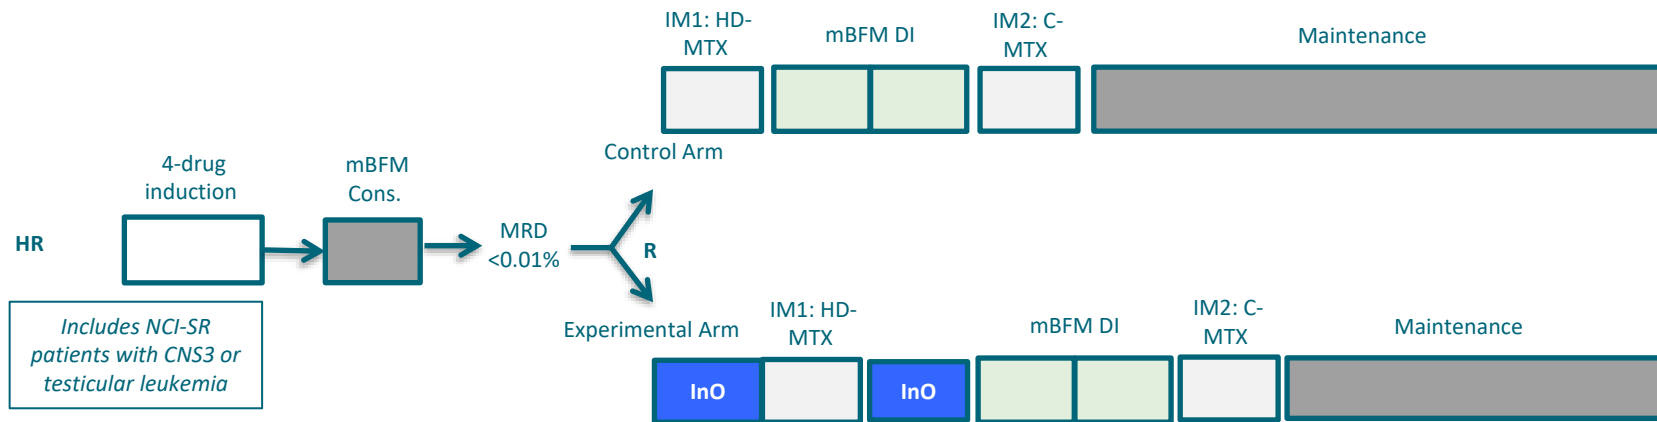 IM1: HD-
MTX
mBFM DI
IM2: C-
MTX
Maintenance
Control Arm
4-drug
induction
mBFM
Cons.
HR
MRD
<0.01%
R
Includes NCI-SR
patients with CNS3 or
testicular leukemia
Experimental Arm
IM1: HD-
MTX
mBFM DI
IM2: C-
MTX
Maintenance
InO
InO